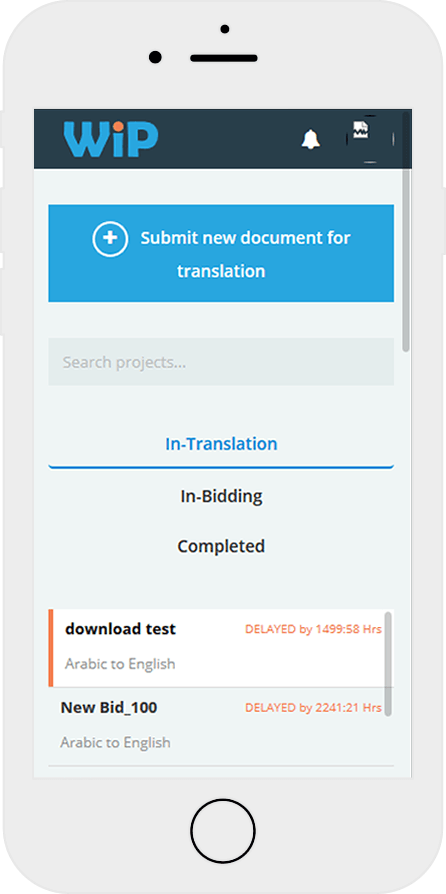 WiP
Submit new document for
translation
Search projects...
In-Translation
In-Bidding
Completed
download test DELAYED by 1499:58 Hrs
Arabic to English
New Bid_100 DELAYED by 2241:21 Hrs
Arabic to English